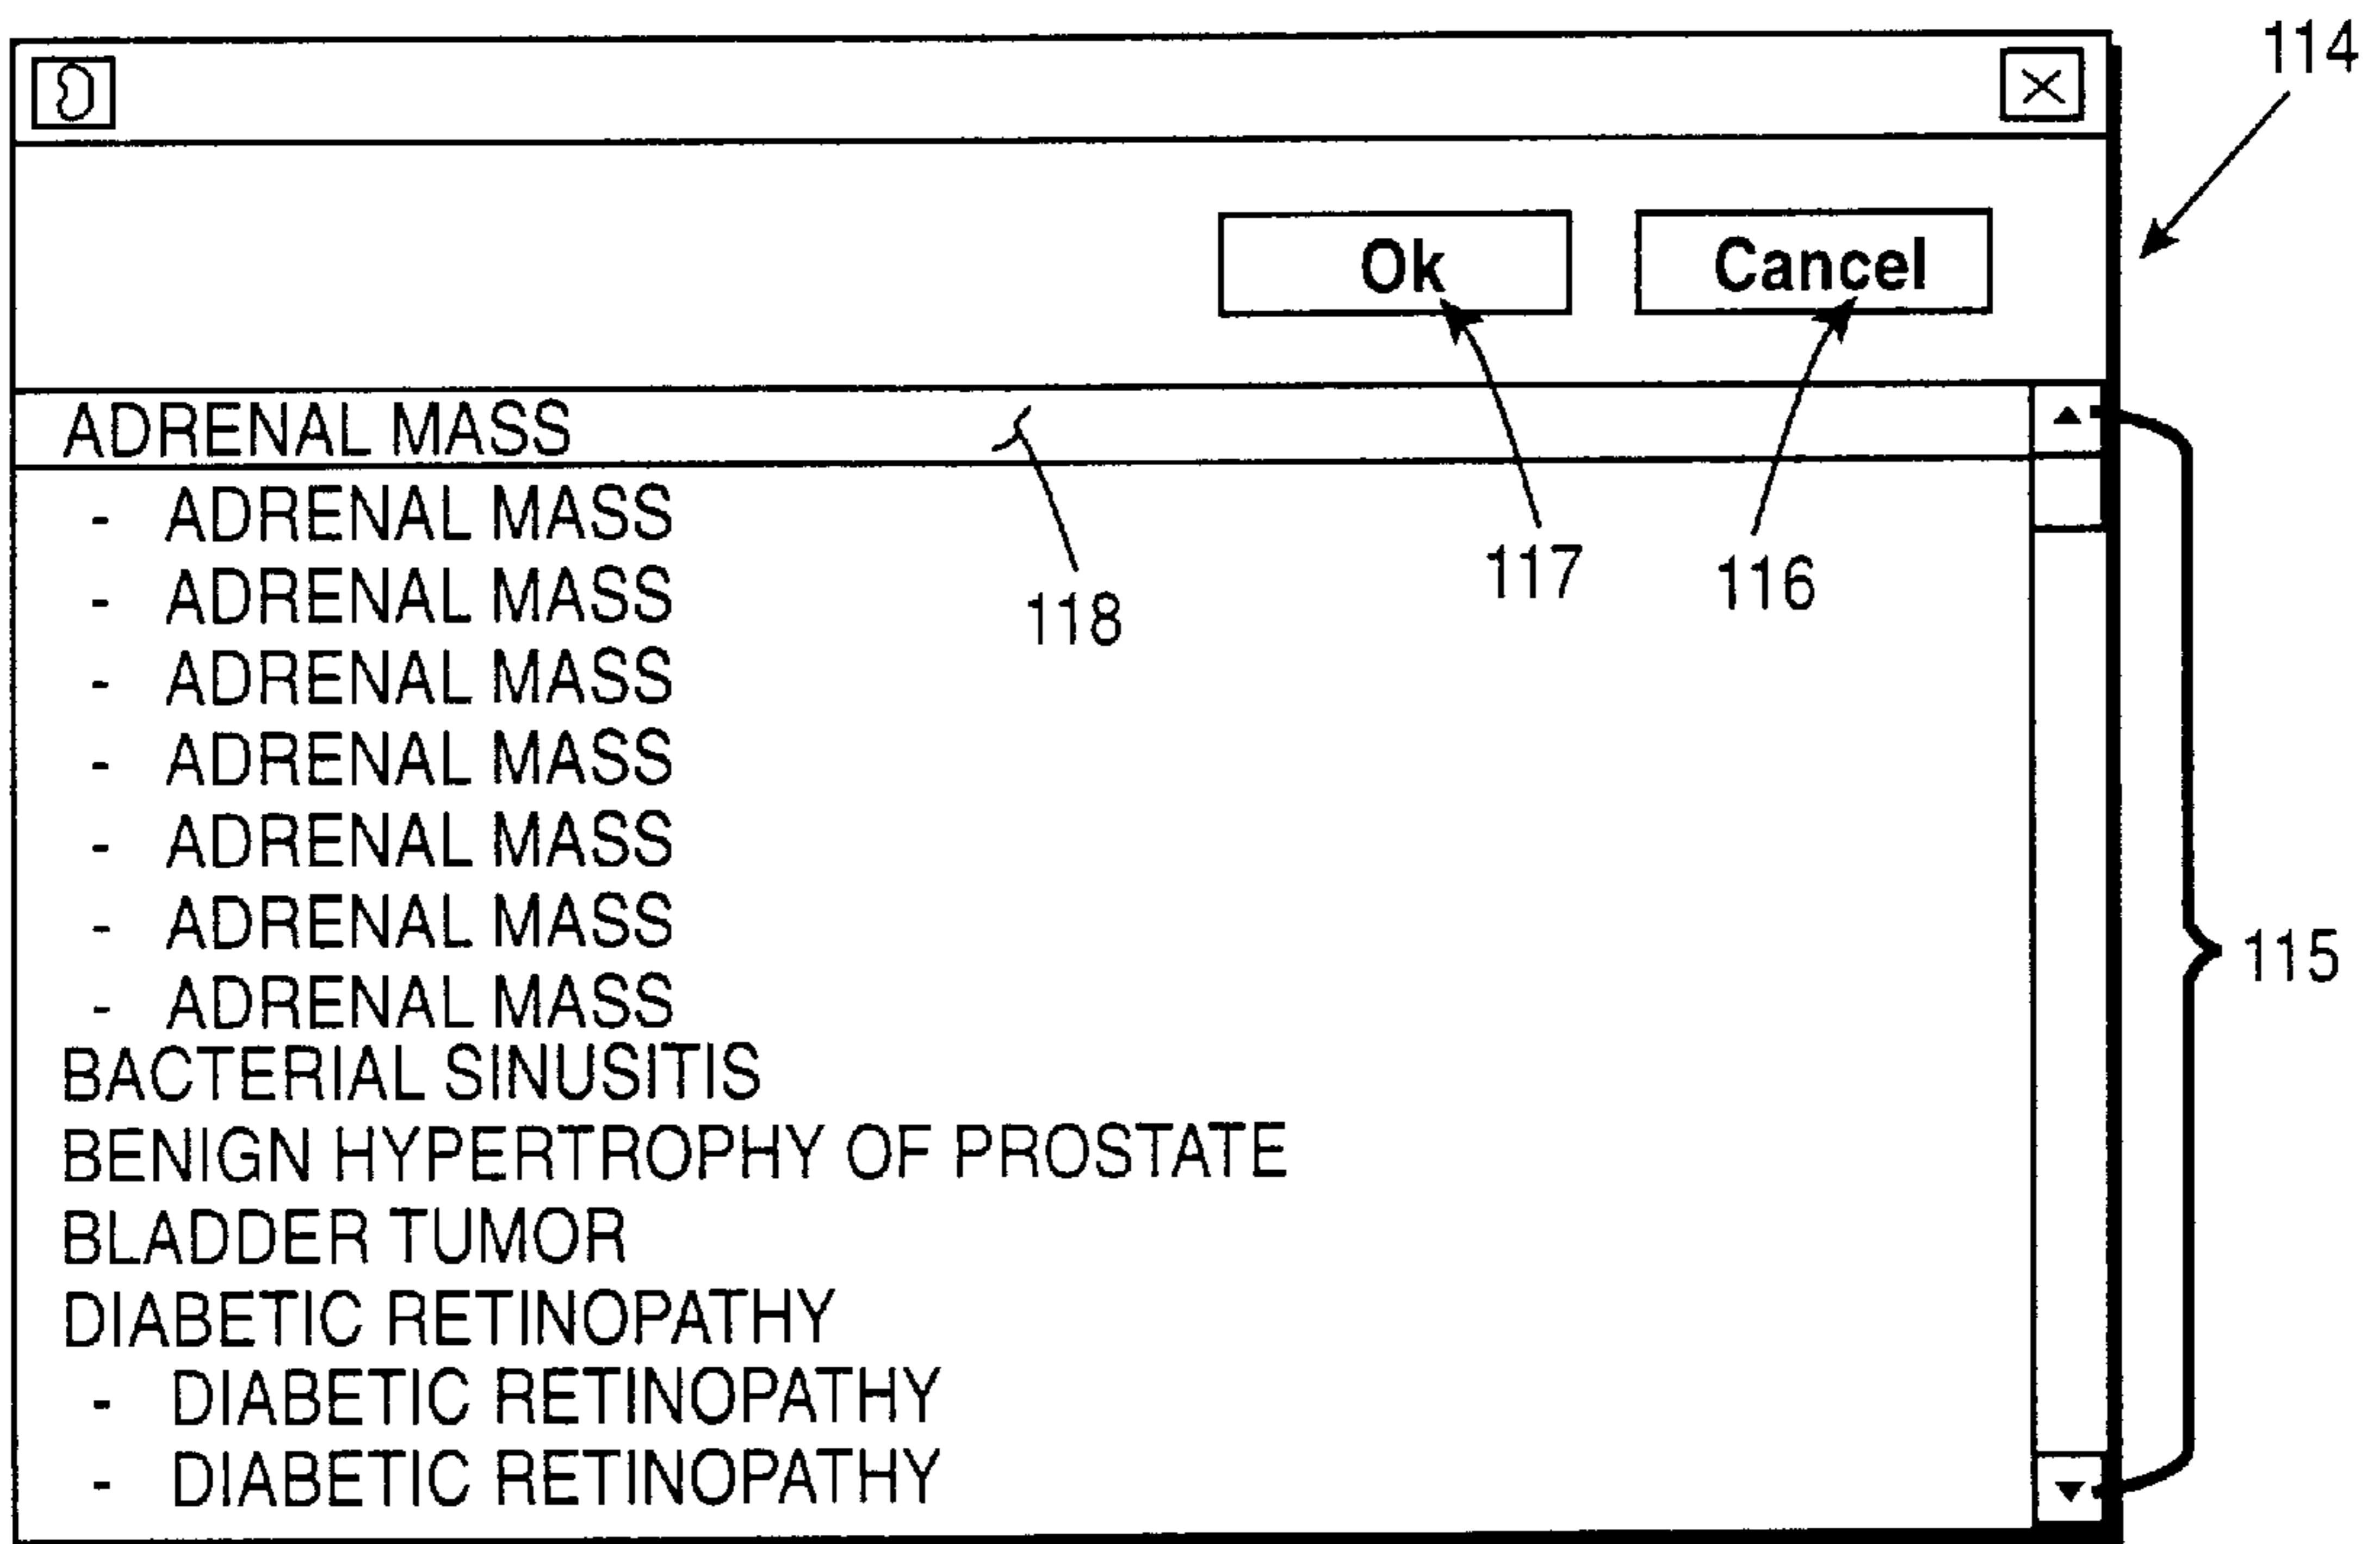 114
Ok Cancel
ADRENAL MASS
- ADRENAL MASS
- ADRENAL MASS
- ADRENAL MASS
- ADRENAL MASS
- ADRENAL MASS
- ADRENAL MASS
- ADRENAL MASS
118 117 116
115
BACTERIAL SINUSITIS
BENIGN HYPERTROPHY OF PROSTATE
BLADDER TUMOR
DIABETIC RETINOPATHY
- DIABETIC RETINOPATHY
- DIABETIC RETINOPATHY